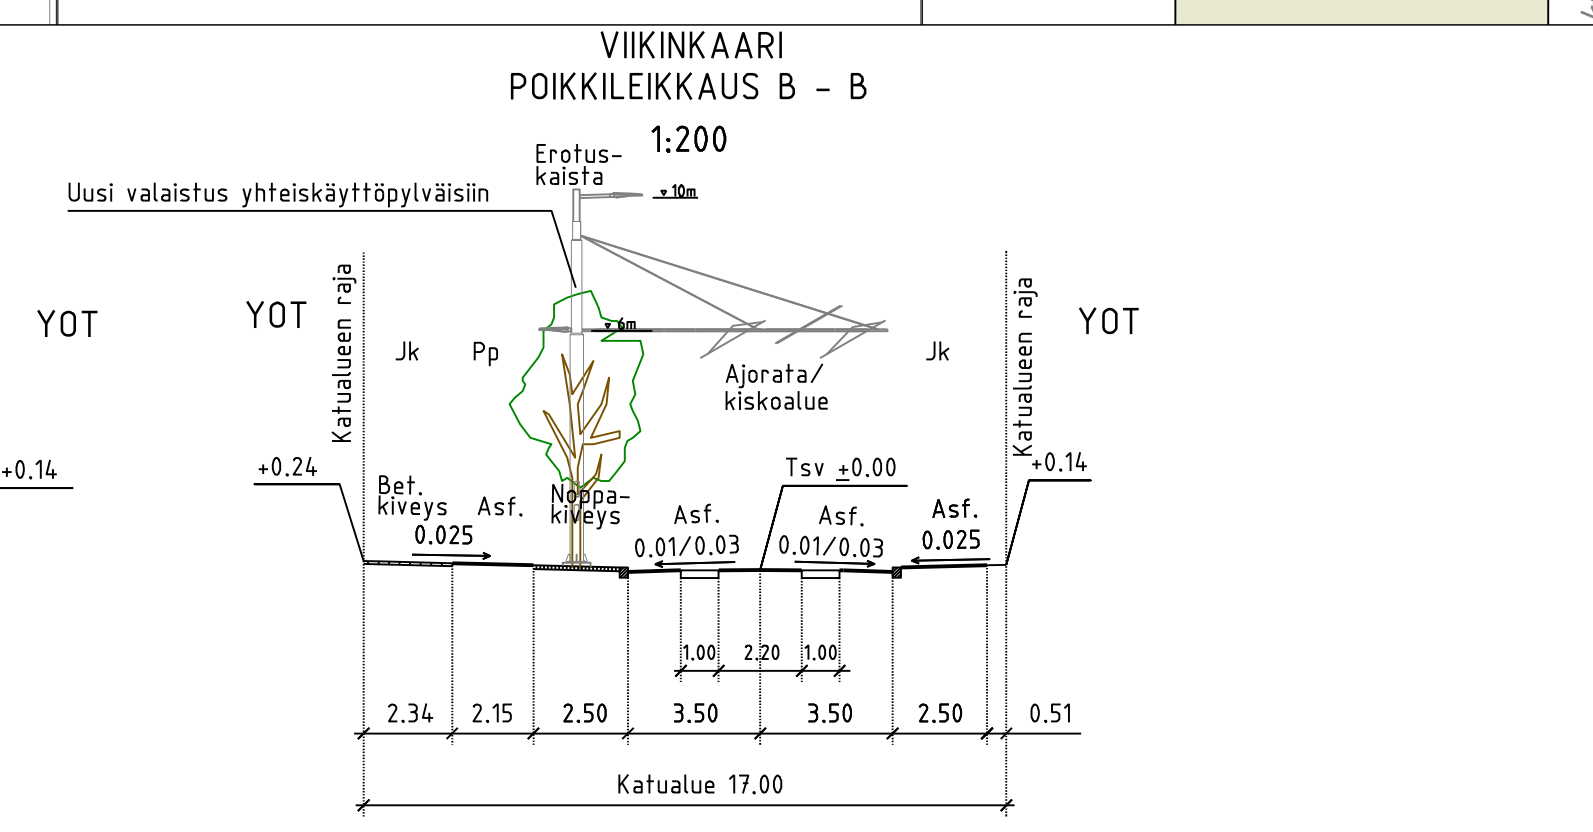 VIIKINKAARI
POIKKILEIKKAUS B - B
1:200
Erotus-
kaista
Uusi valaistus yhteiskäyttöpylväisiin
10m
6m
YOT
YOT
Katualueen raja
Jk
Pp
Ajorata/
kiskoalue
Jk
Katualueen raja
YOT
+0.14
+0.24
Bet.
kiveys
0.025
Asf.
Noppa-
kiveys
Tsv ±0.00
Asf.
0.01/0.03
Asf.
0.01/0.03
Asf.
0.025
+0.14
1.00 2.20 1.00
2.34 2.15 2.50 3.50 3.50 2.50 0.51
Katualue 17.00